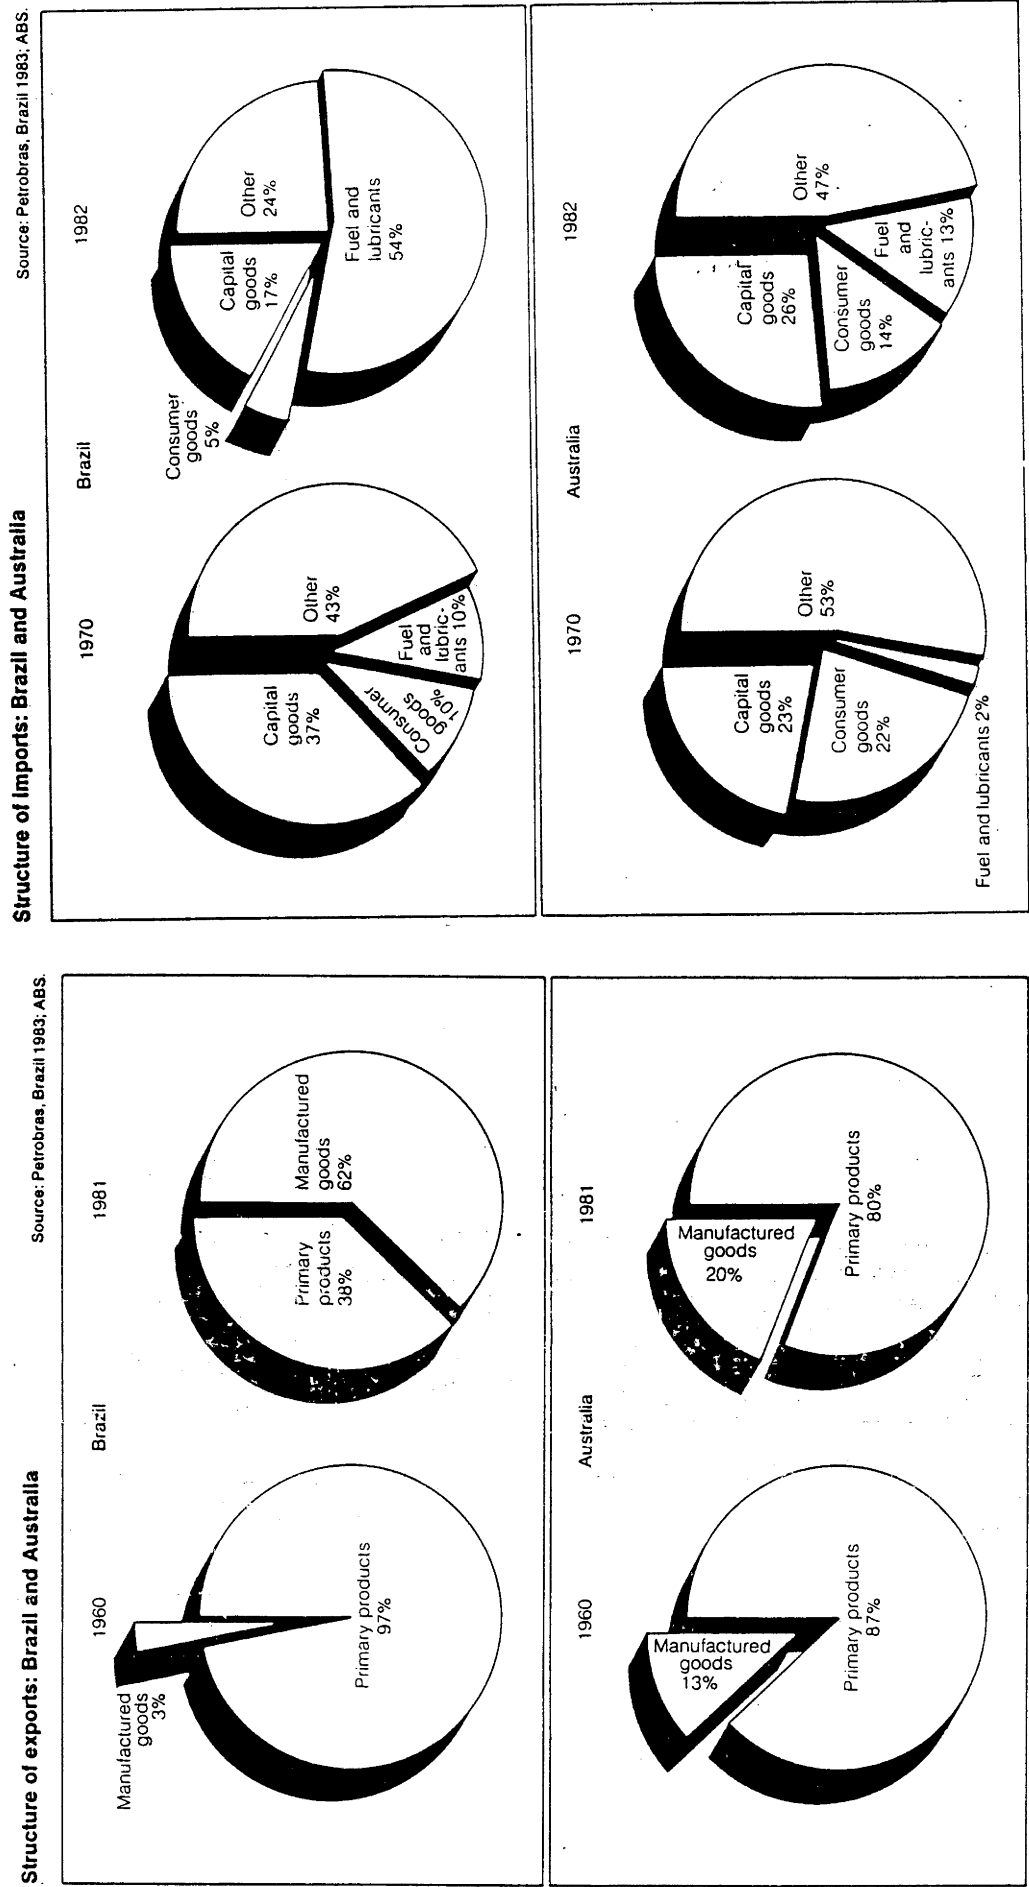 Structure of exports: Brazil and Australia
Source: Petrobras, Brazil 1983; ABS.
Brazil
1960
Manufactured
goods
3%
Primary products
97%
1981
Primary
products
38%
Manufactured
goods
62%
Australia
1960
Manufactured
goods
13%
Primary products
87%
1981
Manufactured
goods
20%
Primary products
80%
Structure of Imports: Brazil and Australia
Source: Petrobras, Brazil 1983; ABS.
Brazil
1970
Capital
goods
37%
Other
43%
Consumer
goods
10%
Fuel
and
lubric-
ants 10%
1982
Consumer
goods
5%
Capital
goods
17%
Other
24%
Fuel and
lubricants
54%
Australia
1970
Capital
goods
23%
Other
53%
Consumer
goods
22%
Fuel and lubricants 2%
1982
Capital
goods
26%
Other
47%
Consumer
goods
14%
Fuel
and
lubric-
ants 13%